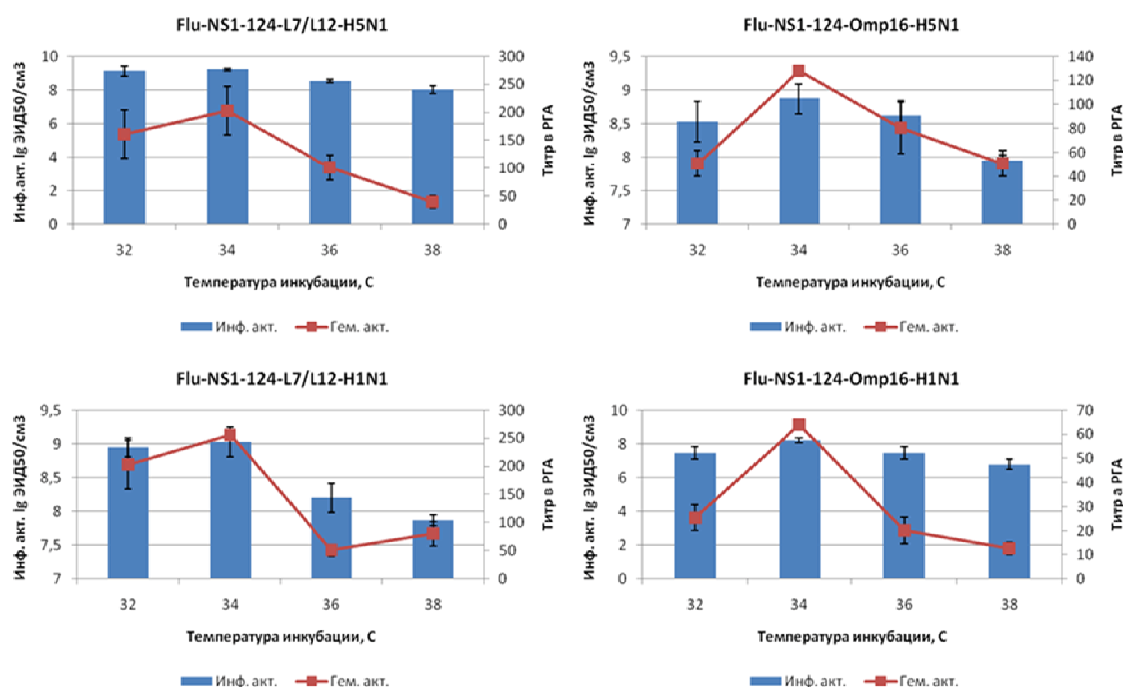 Flu-NS1-124-L7/L12-H5N1
Инф.акт. lg ЭИД50/см3
10
8
6
4
2
0
300
250
200
150
100
50
0
Титр в РГА
32 34 36 38
Температура инкубации, С
Инф. акт. Гем. акт.
Flu-NS1-124-Omp16-H5N1
Инф.акт. lg ЭИД50/см3
9,5
9
8,5
8
7,5
7
140
120
100
80
60
40
20
0
Титр в РГА
32 34 36 38
Температура инкубации, С
Инф. акт. Гем. акт.
Flu-NS1-124-L7/L12-H1N1
Инф.акт. lg ЭИД50/см3
9,5
9
8,5
8
7,5
7
300
250
200
150
100
50
0
Титр в РГА
32 34 36 38
Температура инкубации, С
Инф. акт. Гем. акт.
Flu-NS1-124-Omp16-H1N1
Инф.акт. lg ЭИД50/см3
10
8
6
4
2
0
70
60
50
40
30
20
10
0
Титр а РГА
32 34 36 38
Температура инкубации, С
Инф. акт. Гем. акт.